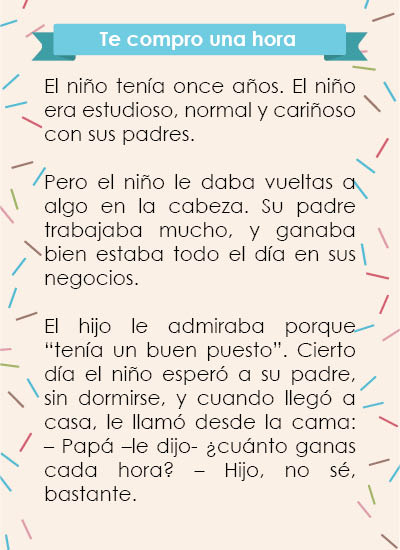 Te compro una hora
El niño tenía once años. El niño
era estudioso, normal y cariñoso
con sus padres.
Pero el niño le daba vueltas a
algo en la cabeza. Su padre
trabajaba mucho, y ganaba
bien estaba todo el día en sus
negocios.
El hijo le admiraba porque
“tenía un buen puesto”. Cierto
día el niño esperó a su padre,
sin dormirse, y cuando llegó a
casa, le llamó desde la cama:
– Papá –le dijo- ¿cuánto ganas
cada hora? – Hijo, no sé,
bastante.